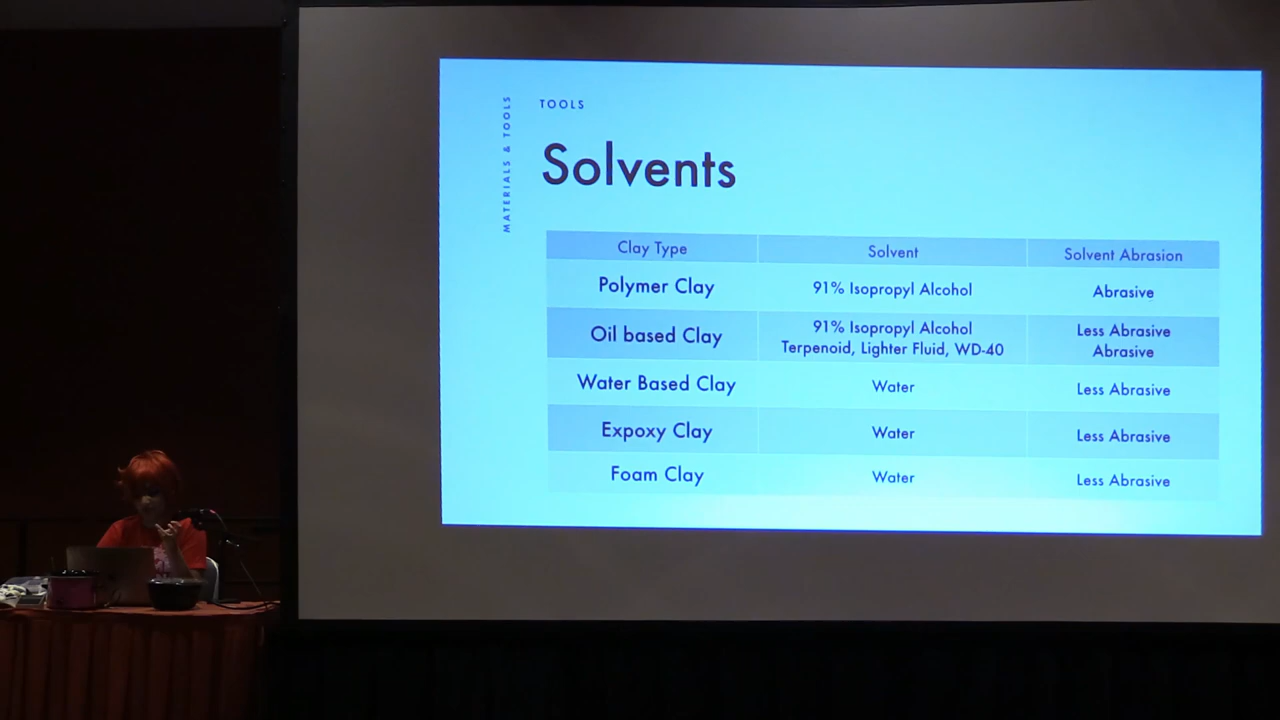 MATERIALS & TOOLS
TOOLS
Solvents
Clay Type Solvent Solvent Abrasion
Polymer Clay 91% Isopropyl Alcohol Abrasive
Oil based Clay 91% Isopropyl Alcohol Less Abrasive
Terpenoid, Lighter Fluid, WD-40 Abrasive
Water Based Clay Water Less Abrasive
Expoxy Clay Water Less Abrasive
Foam Clay Water Less Abrasive